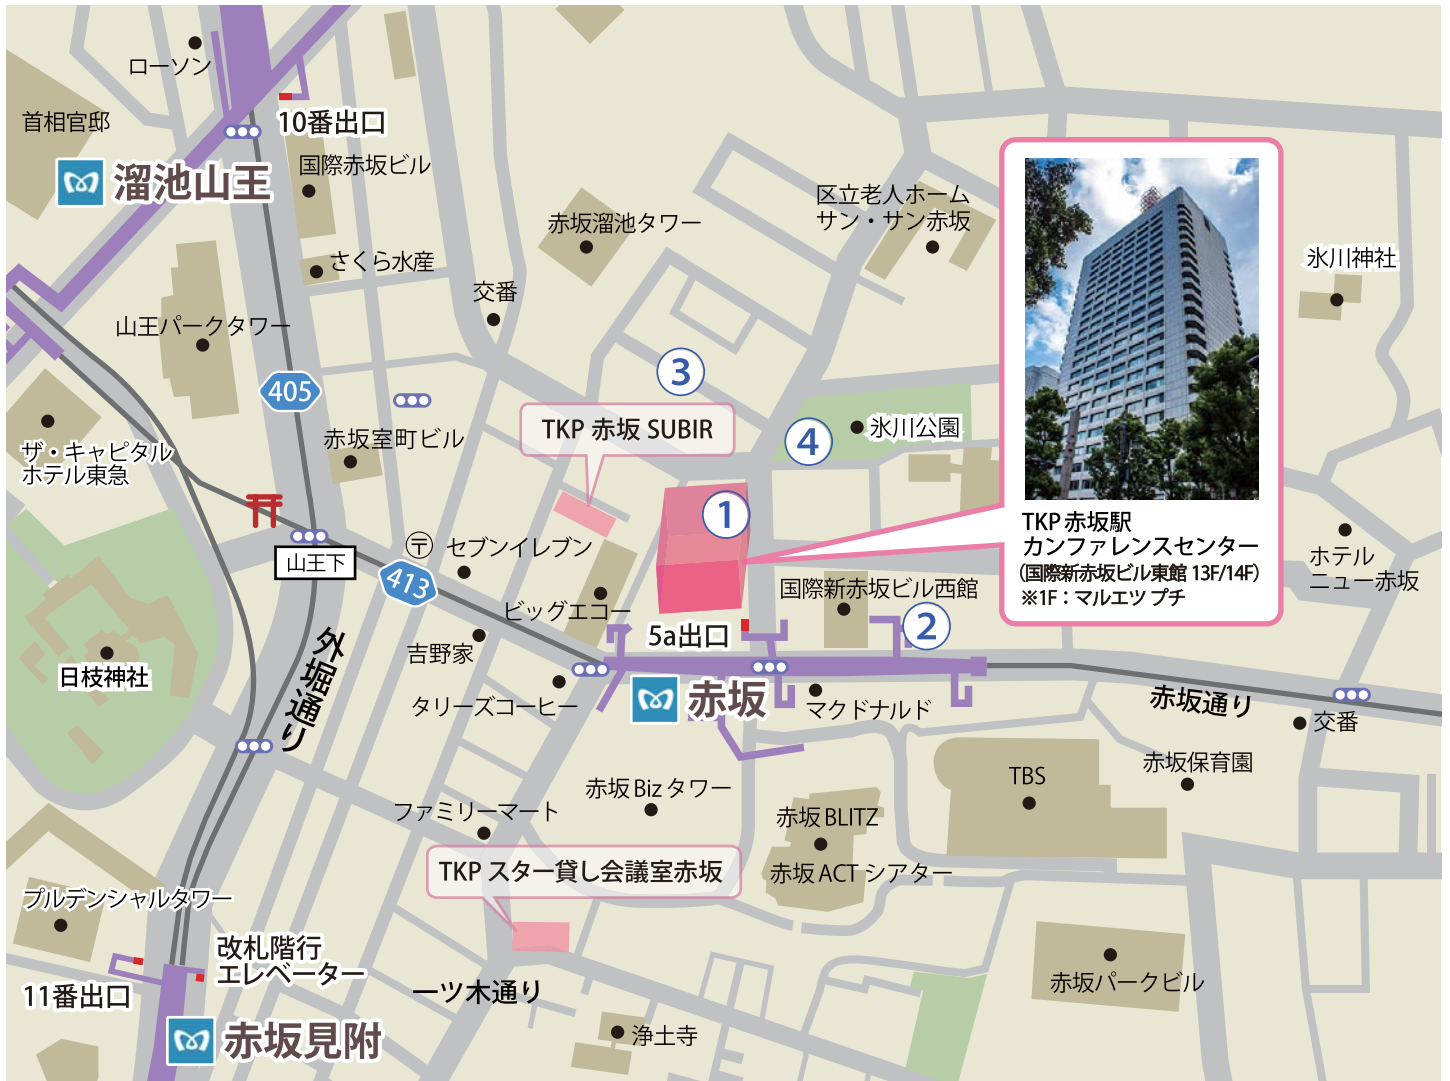 ローソン
首相官邸
10番出口
溜池山王
国際赤坂ビル
赤坂溜池タワー
区立老人ホーム
サン・サン赤坂
さくら水産
交番
氷川神社
山王パークタワー
405
3
赤坂室町ビル
TKP 赤坂 SUBIR
4
氷川公園
ザ・キャピタル
ホテル東急
1
TKP 赤坂駅
カンファレンスセンター
(国際新赤坂ビル東館 13F/14F)
※1F：マルエツ プチ
ホテル
ニュー赤坂
山王下
〒
セブンイレブン
413
国際新赤坂ビル西館
ビッグエコー
5a出口
2
外堀通り
吉野家
日枝神社
タリーズコーヒー
赤坂
マクドナルド
赤坂通り
交番
赤坂Bizタワー
TBS
赤坂保育園
ファミリーマート
赤坂BLITZ
TKP スター貸し会議室赤坂
赤坂ACTシアター
プルデンシャルタワー
改札階行
エレベーター
11番出口
一ツ木通り
赤坂パークビル
赤坂見附
浄土寺